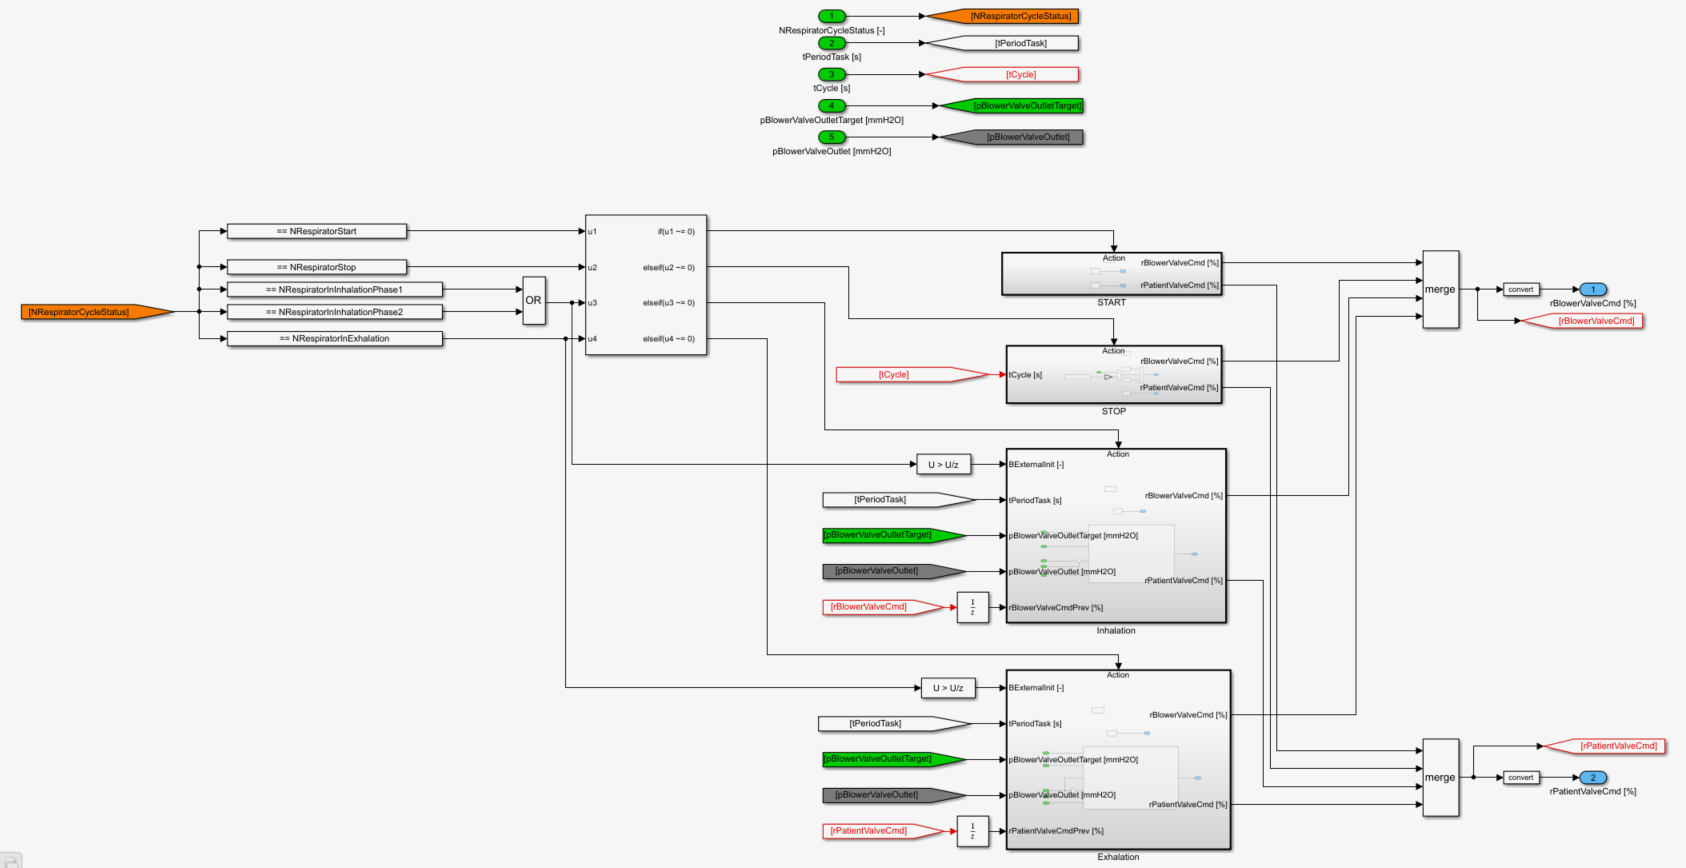 1
[NRespiratorCycleStatus]
NRespiratorCycleStatus [-]
2
[tPeriodTask]
tPeriodTask [s]
3
[tCycle]
tCycle [s]
4
[pBlowerValveOutletTarget]
pBlowerValveOutletTarget [mmH2O]
5
[pBlowerValveOutlet]
pBlowerValveOutlet [mmH2O]
[NRespiratorCycleStatus]
== NRespiratorStart
== NRespiratorStop
== NRespiratorInInhalationPhase1
== NRespiratorInInhalationPhase2
== NRespiratorInExhalation
OR
u1
if(u1 ~= 0)
u2
elseif(u2 ~= 0)
u3
elseif(u3 ~= 0)
u4
elseif(u4 ~= 0)
Action
rBlowerValveCmd [%]
rPatientValveCmd [%]
START
Action
[tCycle]
tCycle [s]
rBlowerValveCmd [%]
rPatientValveCmd [%]
STOP
Action
U > U/z
BExternalInit [-]
[tPeriodTask]
tPeriodTask [s]
rBlowerValveCmd [%]
[pBlowerValveOutletTarget]
pBlowerValveOutletTarget [mmH2O]
[pBlowerValveOutlet]
pBlowerValveOutlet [mmH2O]
rPatientValveCmd [%]
[rBlowerValveCmd]
1
z
rBlowerValveCmdPrev [%]
Inhalation
Action
U > U/z
BExternalInit [-]
[tPeriodTask]
tPeriodTask [s]
rBlowerValveCmd [%]
[pBlowerValveOutletTarget]
pBlowerValveOutletTarget [mmH2O]
[pBlowerValveOutlet]
pBlowerValveOutlet [mmH2O]
rPatientValveCmd [%]
[rPatientValveCmd]
1
z
rPatientValveCmdPrev [%]
Exhalation
merge
convert
1
rBlowerValveCmd [%]
[rBlowerValveCmd]
merge
[rPatientValveCmd]
convert
2
rPatientValveCmd [%]